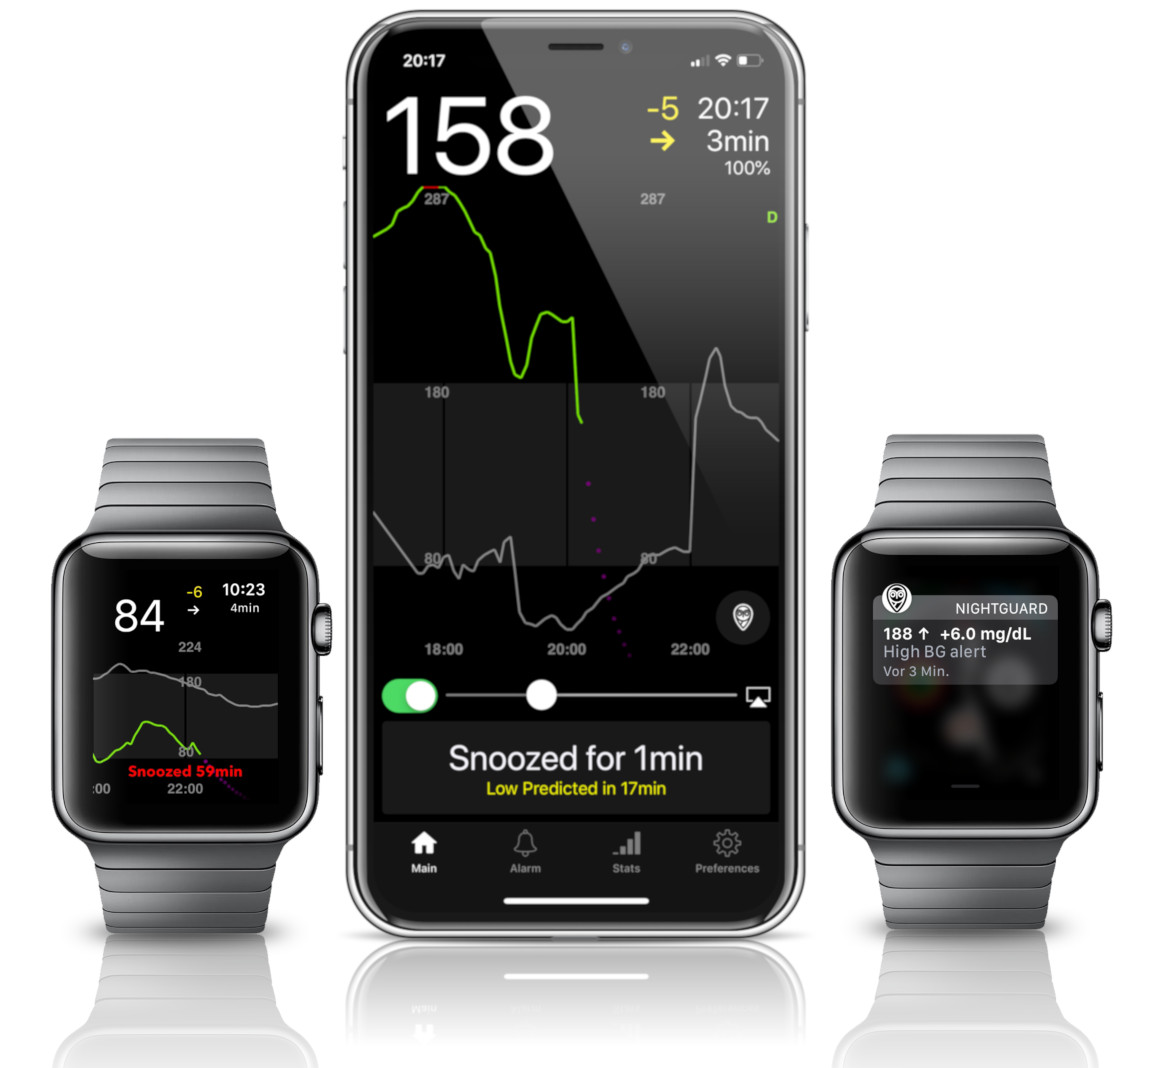 10:23
-6
84
→
4min
224
180
80
Snoozed 59min
:00
22:00
20:17
158
-5
20:17
→
3min
100%
287
287
D
180
180
80
80
18:00
20:00
22:00
Snoozed for 1min
Low Predicted in 17min
Main
Alarm
Stats
Preferences
NIGHTGUARD
188 ↑ +6.0 mg/dL
High BG alert
Vor 3 Min.